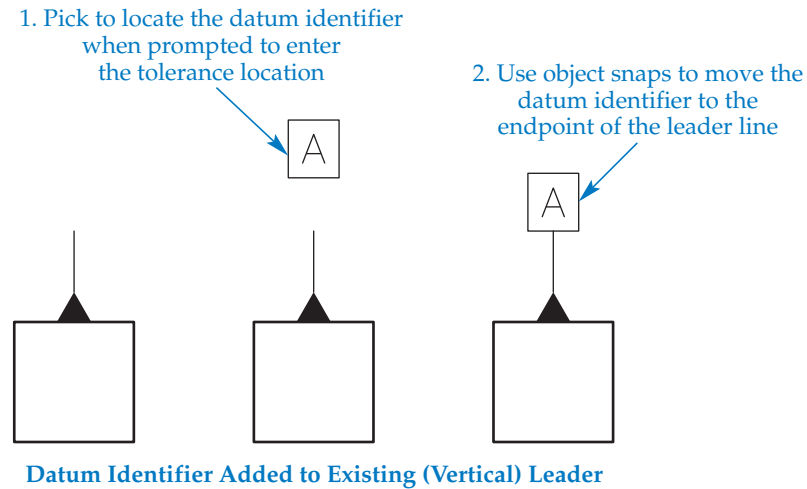 1. Pick to locate the datum identifier
when prompted to enter
the tolerance location
2. Use object snaps to move the
datum identifier to the
endpoint of the leader line
A
A
Datum Identifier Added to Existing (Vertical) Leader